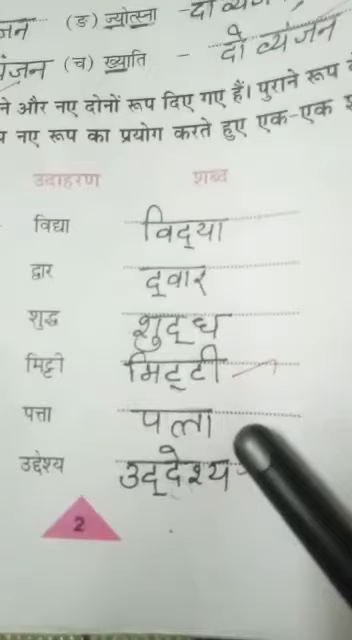 (ङ) ज्योत्स्ना - दो
ंजन (च) ख्याति - दो व्यंजन
ने और नए दोनों रूप दिए गए हैं। पुराने रूप
नए रूप का प्रयोग करते हुए एक-एक
उदाहरण शब्द
विद्या विद्‌या
द्वार द्‌वार
शुद्ध शुद्‌ध
मिट्टी मिट्‌टी
पत्ता पत्ता
उद्देश्य उद्‌देश्य
2